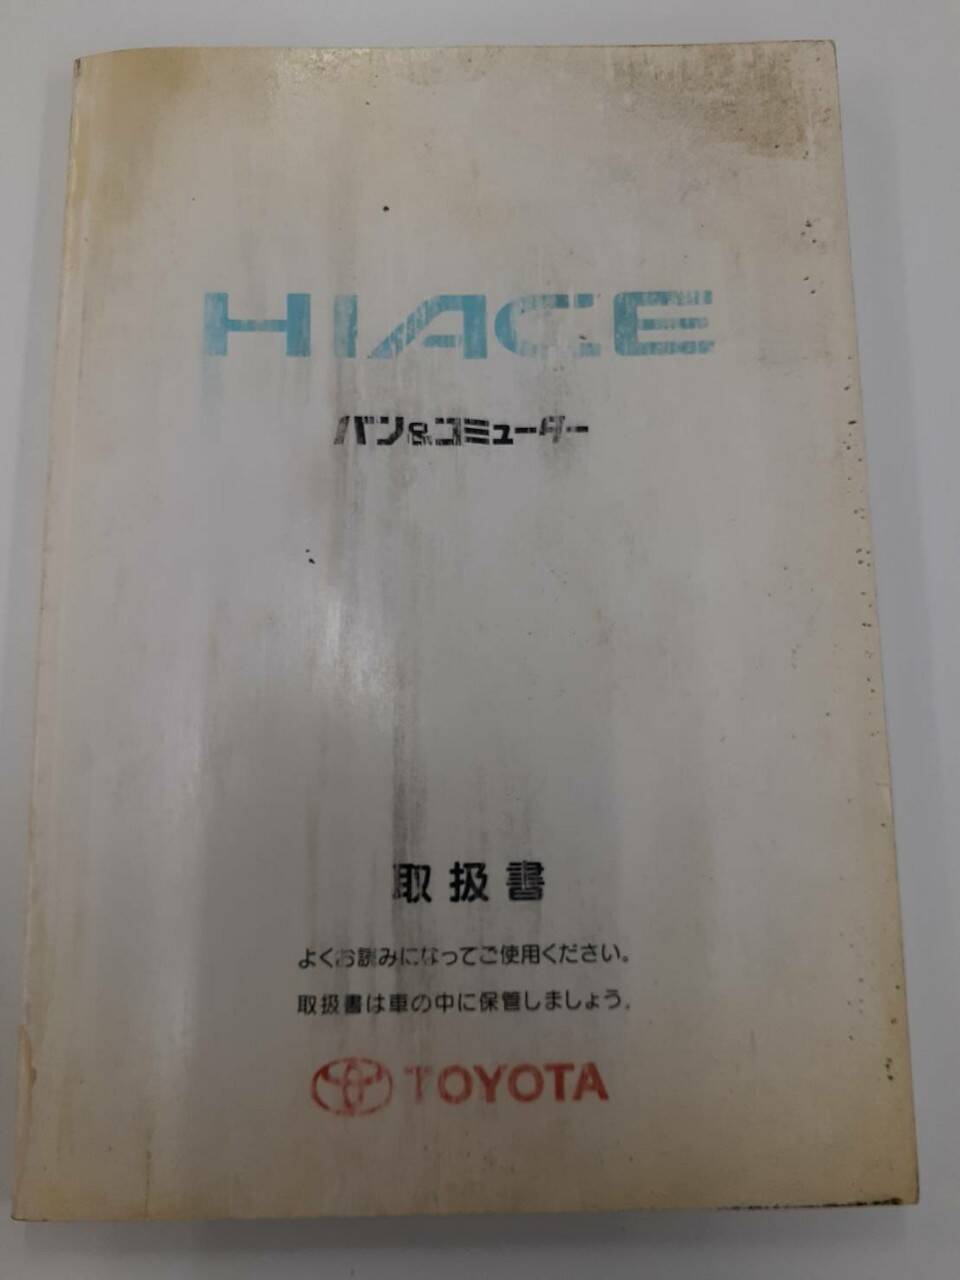 HIACE
バン&コミューター
取扱書
よくお読みになってご使用ください。
取扱書は車の中に保管しましょう。
TOYOTA